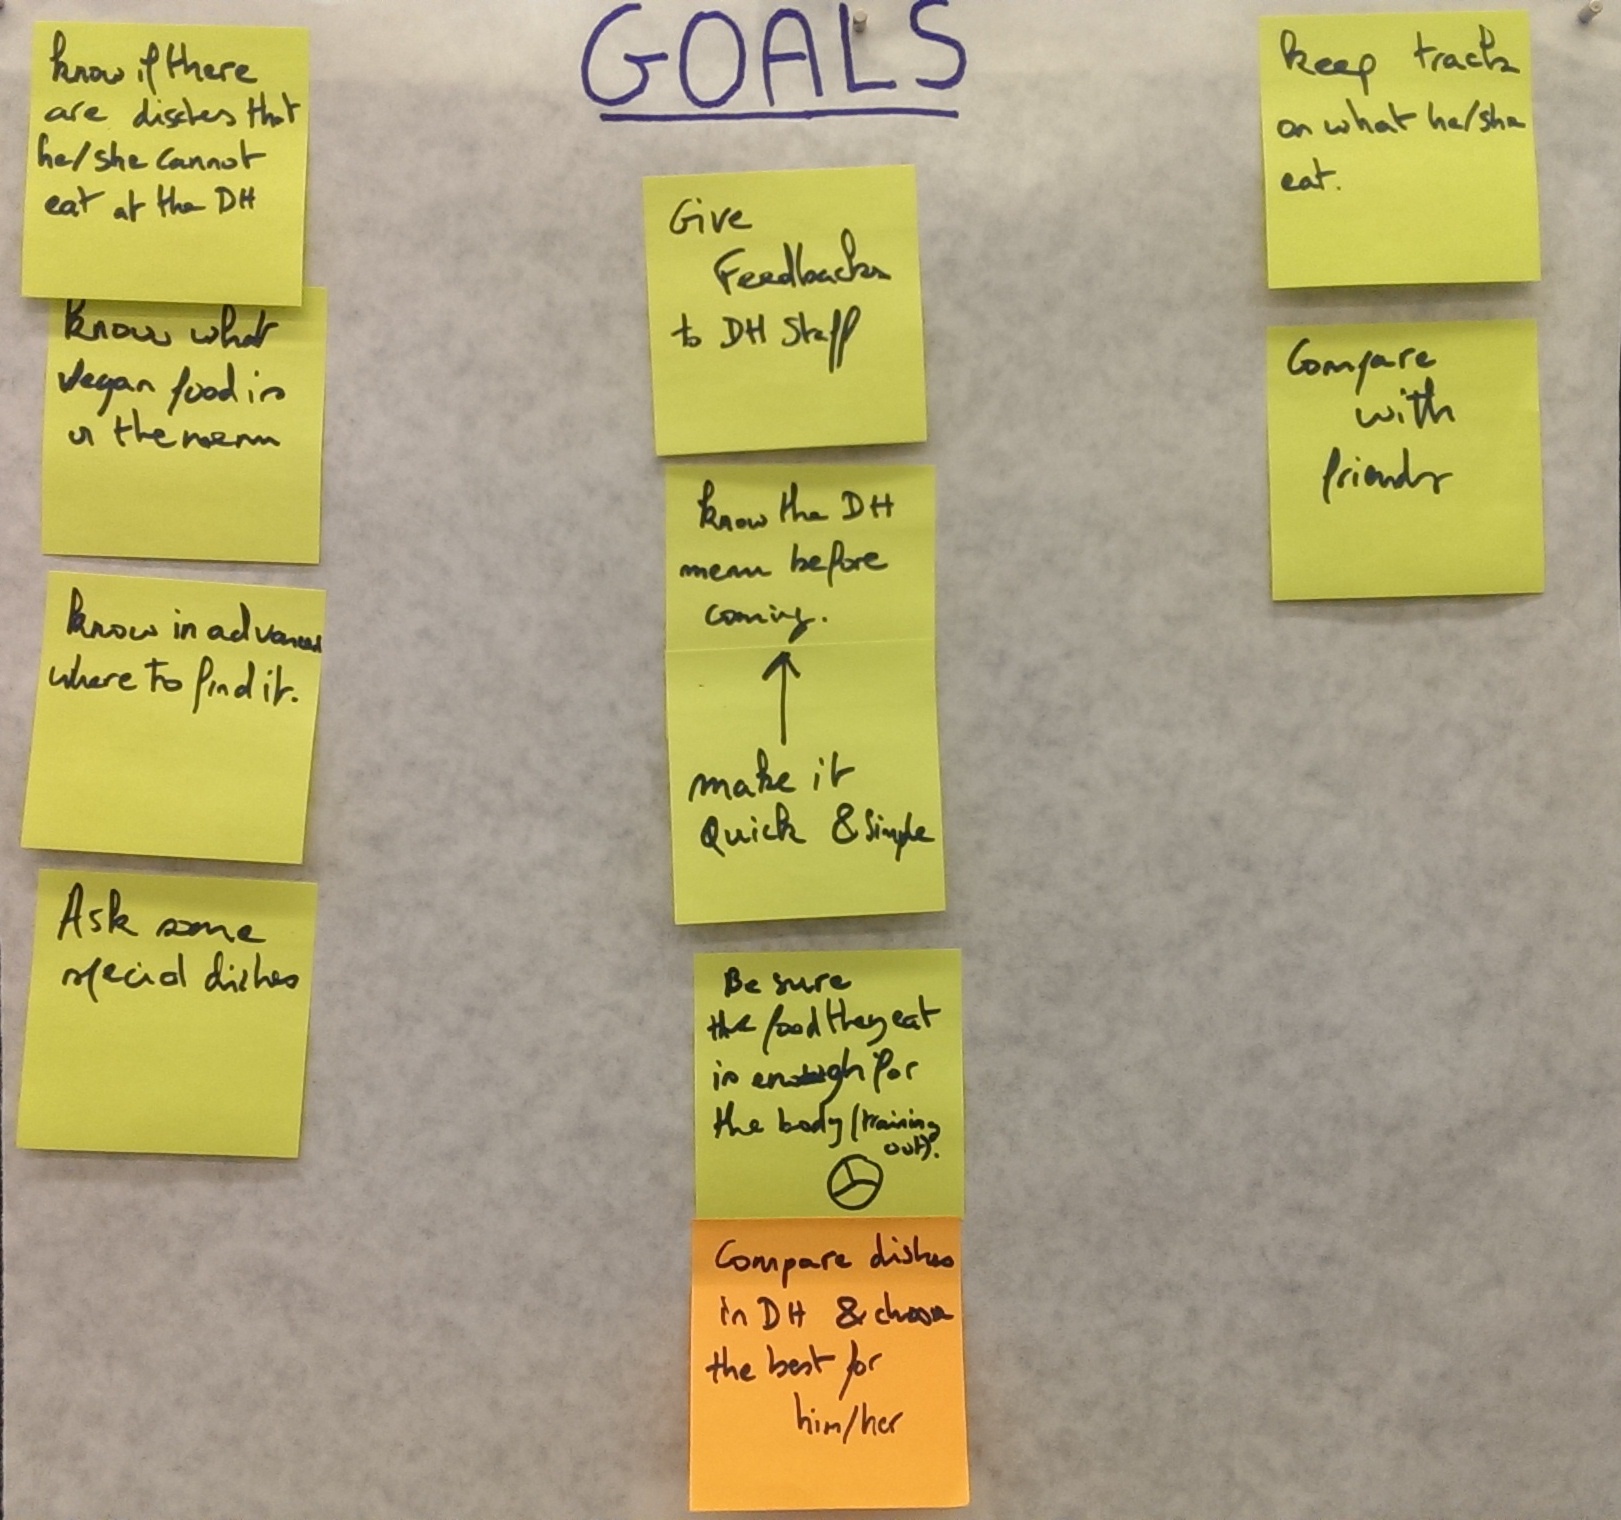 GOALS
know if there
are disches that
he/she cannot
eat at the DH
know what
vegan food is
in the menu
know in advance
where to find it.
Ask some
special dishes
Give
Feedbacks
to DH Staff
know the DH
menu before
coming.
make it
Quick & simple
Be sure
the food they eat
is enough for
the body (training
out).
Compare dishes
in DH & choose
the best for
him/her
keep track
on what he/she
eat.
Compare
with
friends